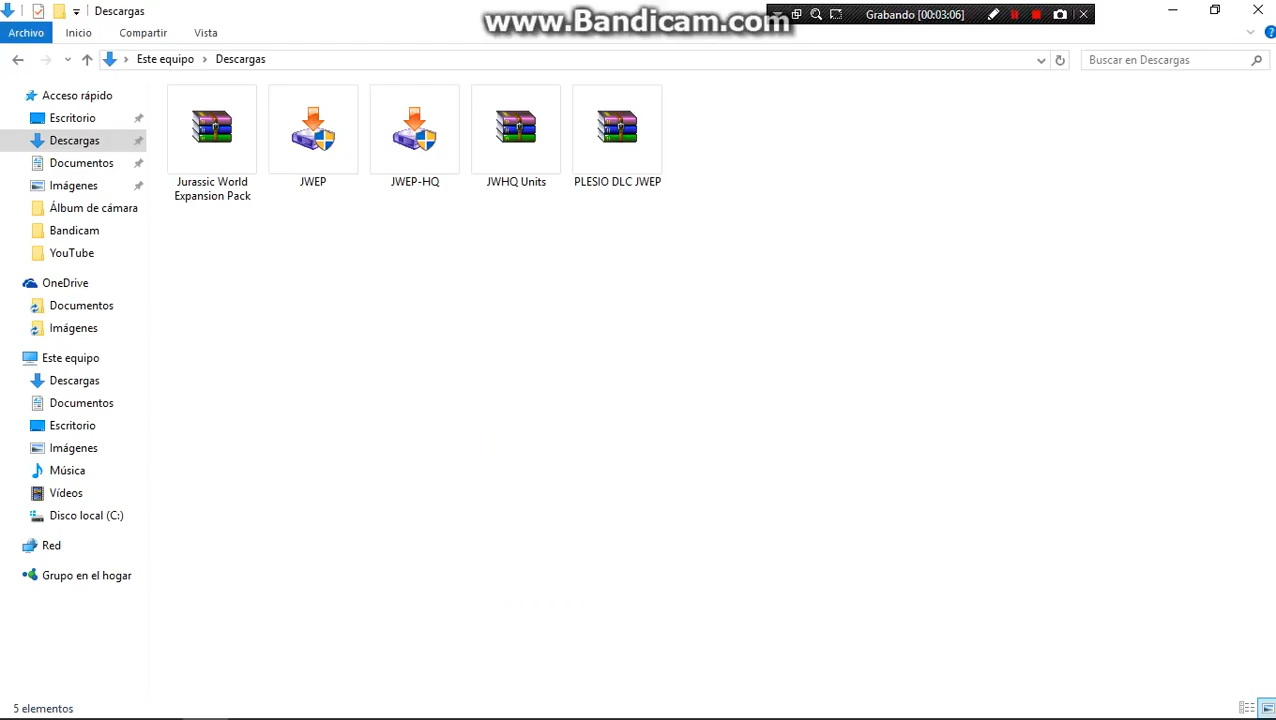 Descargas
www.Bandicam.com
Grabando [00:03:06]
Archivo
Inicio
Compartir
Vista
Este equipo
Descargas
Buscar en Descargas
Acceso rápido
Escritorio
Descargas
Documentos
Imágenes
Álbum de cámara
Bandicam
YouTube
OneDrive
Documentos
Imágenes
Este equipo
Descargas
Documentos
Escritorio
Imágenes
Música
Vídeos
Disco local (C:)
Red
Grupo en el hogar
Jurassic World
Expansion Pack
JWEP
JWEP-HQ
JWHQ Units
PLESIO DLC JWEP
5 elementos